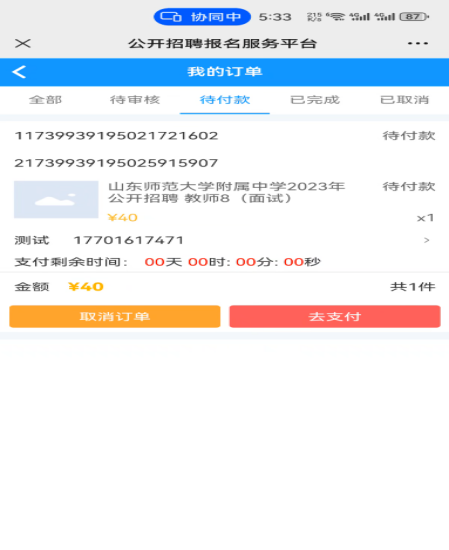 协同中 5:33 87
公开招聘报名服务平台
我的订单
全部 待审核 待付款 已完成 已取消
11739939195021721602 待付款
21739939195025915907
山东师范大学附属中学2023年 待付款
公开招聘 教师8（面试）
¥40 x1
测试 17701617471
支付剩余时间: 00天 00时: 00分: 00秒
金额 ¥40 共1件
取消订单 去支付